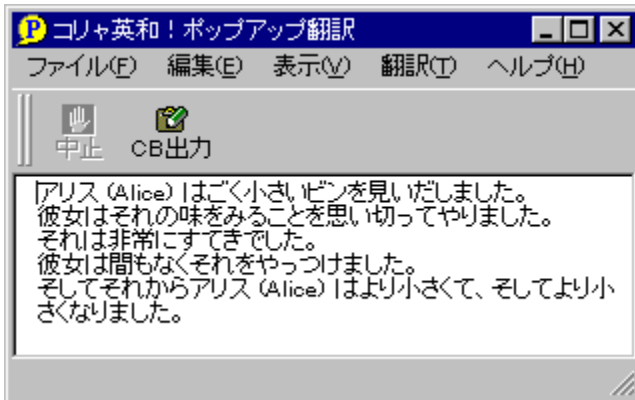 P コリャ英和！ポップアップ翻訳
ファイル(F) 編集(E) 表示(V) 翻訳(T) ヘルプ(H)
中止 CB出力
アリス (Alice) はごく小さいビンを見いだしました。
彼女はそれの味をみることを思い切ってやりました。
それは非常にすてきでした。
彼女は間もなくそれをやっつけました。
そしてそれからアリス (Alice) はより小さくて、そしてより小
さくなりました。